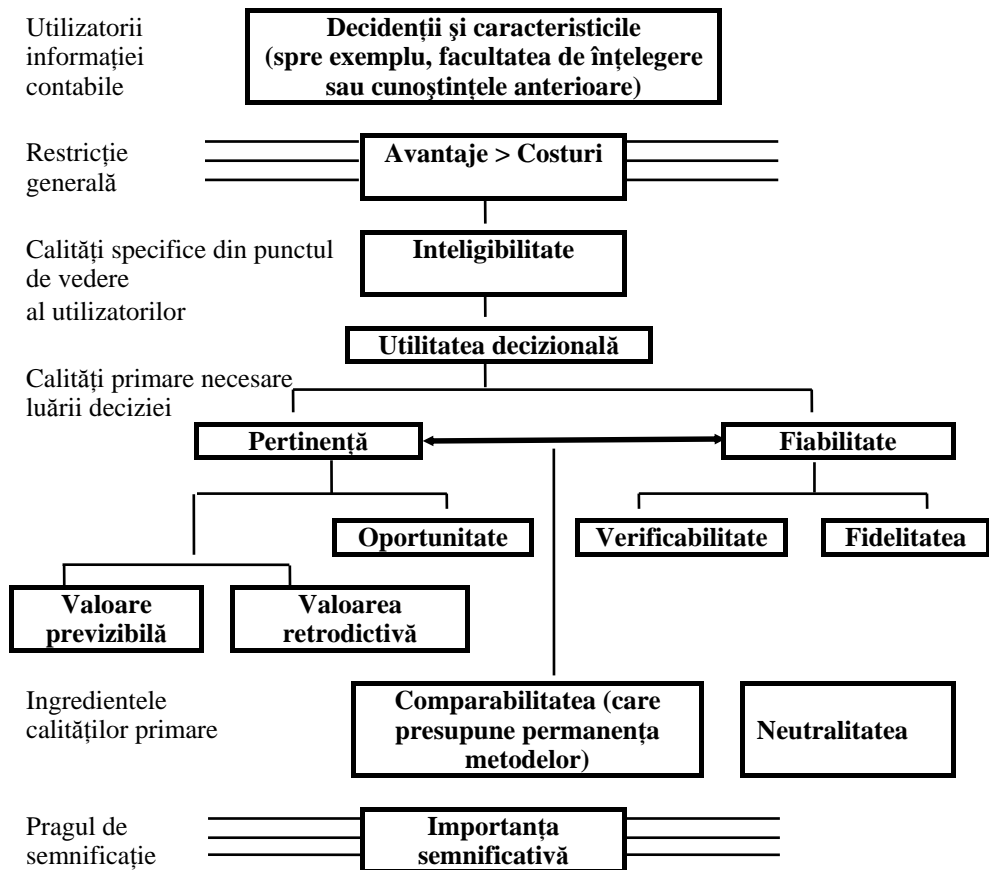 Utilizatorii
informației
contabile
Decidenții şi caracteristicile
(spre exemplu, facultatea de înțelegere
sau cunoştințele anterioare)
Restricție
generală
Avantaje > Costuri
Calități specifice din punctul
de vedere
al utilizatorilor
Inteligibilitate
Utilitatea decizională
Calități primare necesare
luării deciziei
Pertinență
Fiabilitate
Oportunitate
Verificabilitate
Fidelitatea
Valoare
previzibilă
Valoarea
retrodictivă
Ingredientele
calităților primare
Comparabilitatea (care
presupune permanența
metodelor)
Neutralitatea
Pragul de
semnificație
Importanța
semnificativă